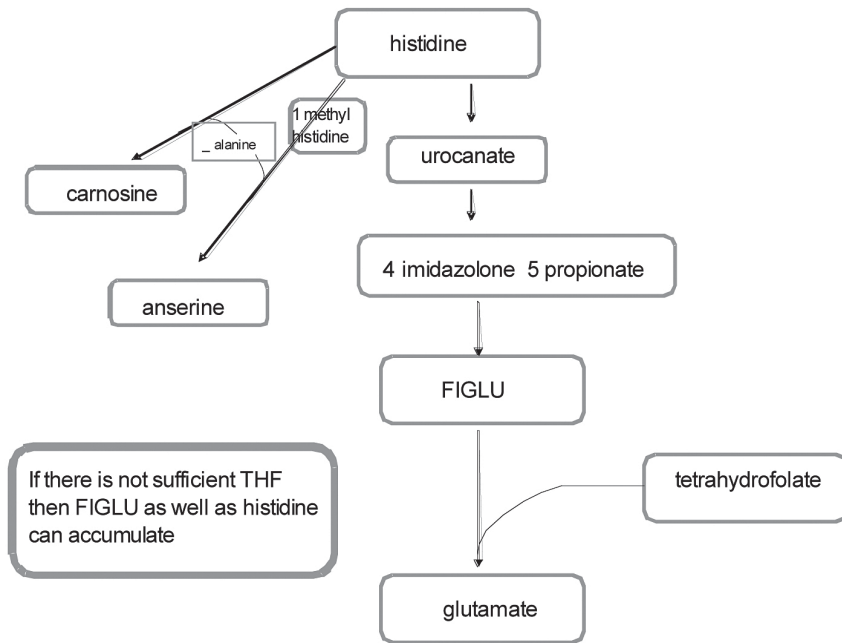 histidine
1 methyl
histidine
_ alanine
urocanate
carnosine
4 imidazolone 5 propionate
anserine
FIGLU
If there is not sufficient THF
then FIGLU as well as histidine
can accumulate
tetrahydrofolate
glutamate